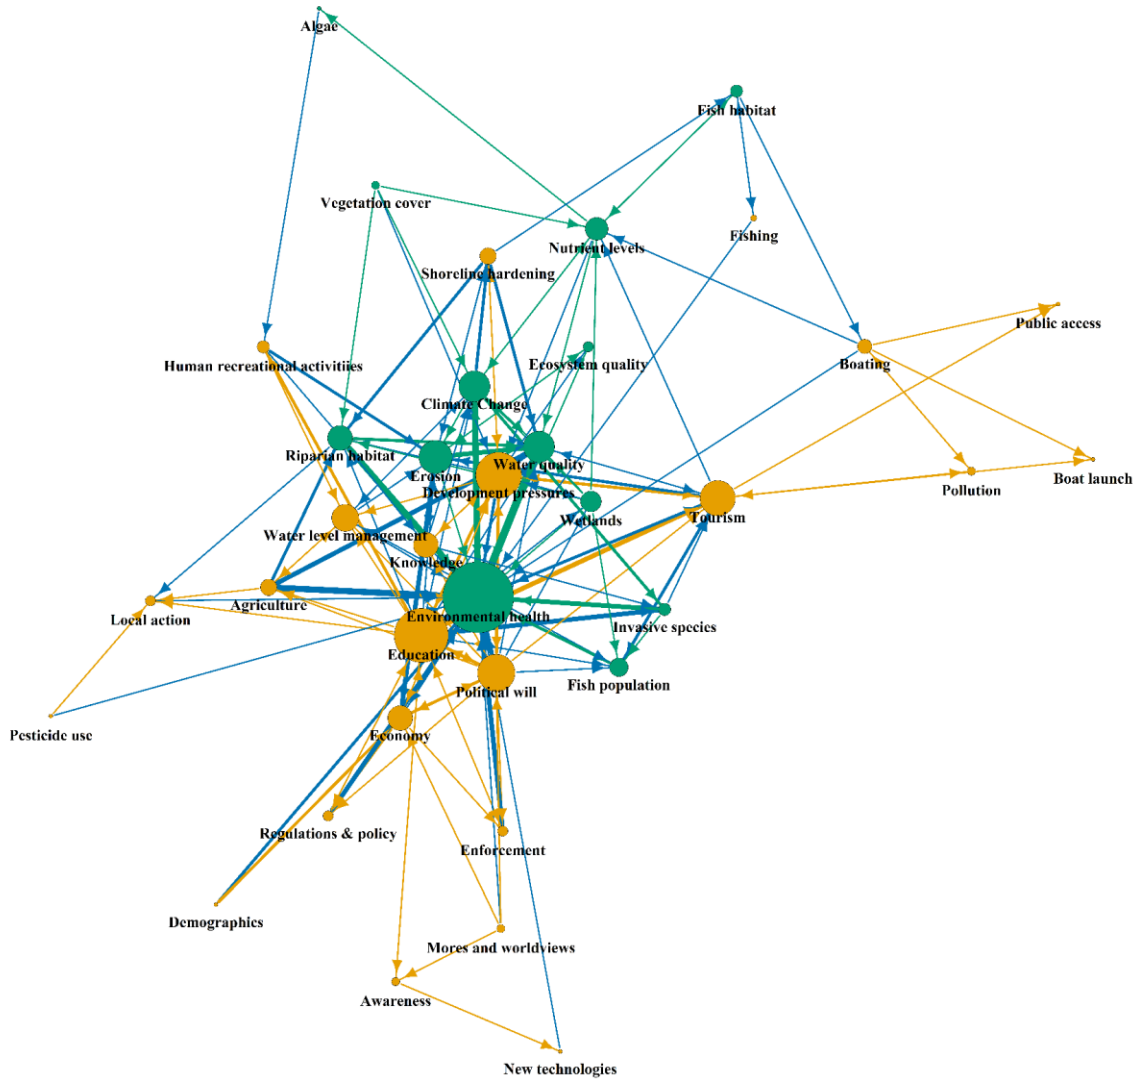 Algae
Fish habitat
Vegetation cover
Fishing
Nutrient levels
Shoreline hardening
Public access
Human recreational activitiies
Ecosystem quality
Boating
Climate Change
Riparian habitat
Water quality
Erosion
Boat launch
Development pressures
Pollution
Wetlands
Tourism
Water level management
Knowledge
Agriculture
Environmental health
Local action
Invasive species
Education
Fish population
Political will
Pesticide use
Economy
Regulations & policy
Enforcement
Demographics
Mores and worldviews
Awareness
New technologies